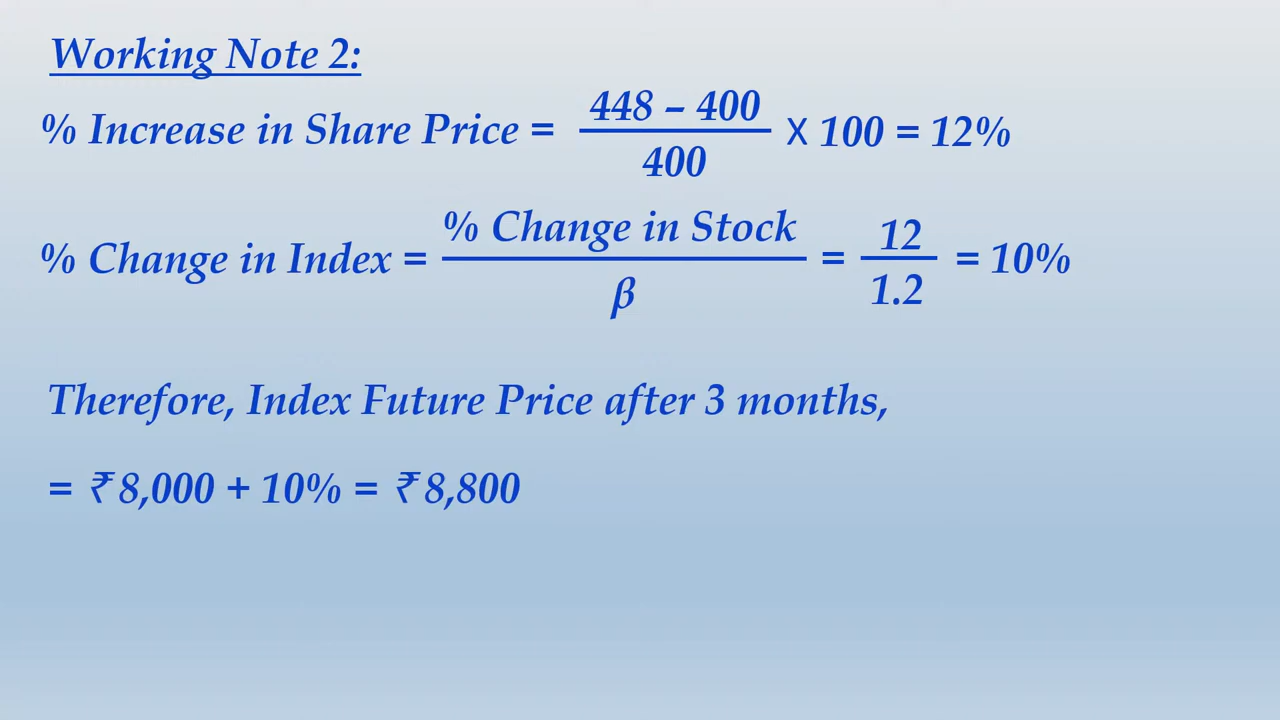 Working Note 2:
% Increase in Share Price = 448 – 400 / 400 X 100 = 12%
% Change in Index = % Change in Stock / β = 12 / 1.2 = 10%
Therefore, Index Future Price after 3 months,
= ₹8,000 + 10% = ₹8,800